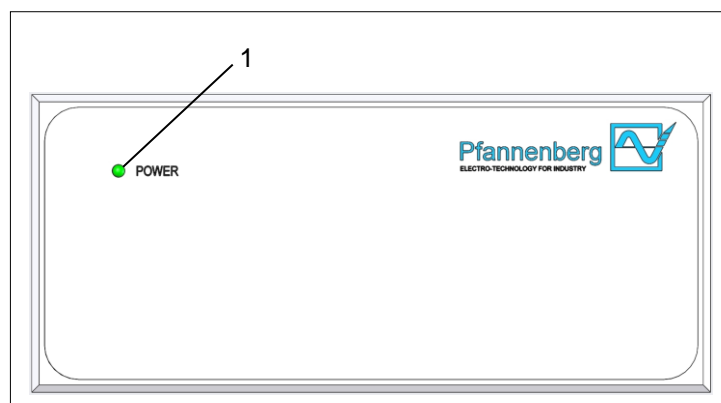 1
POWER
Pfannenberg
ELECTRO-TECHNOLOGY FOR INDUSTRY